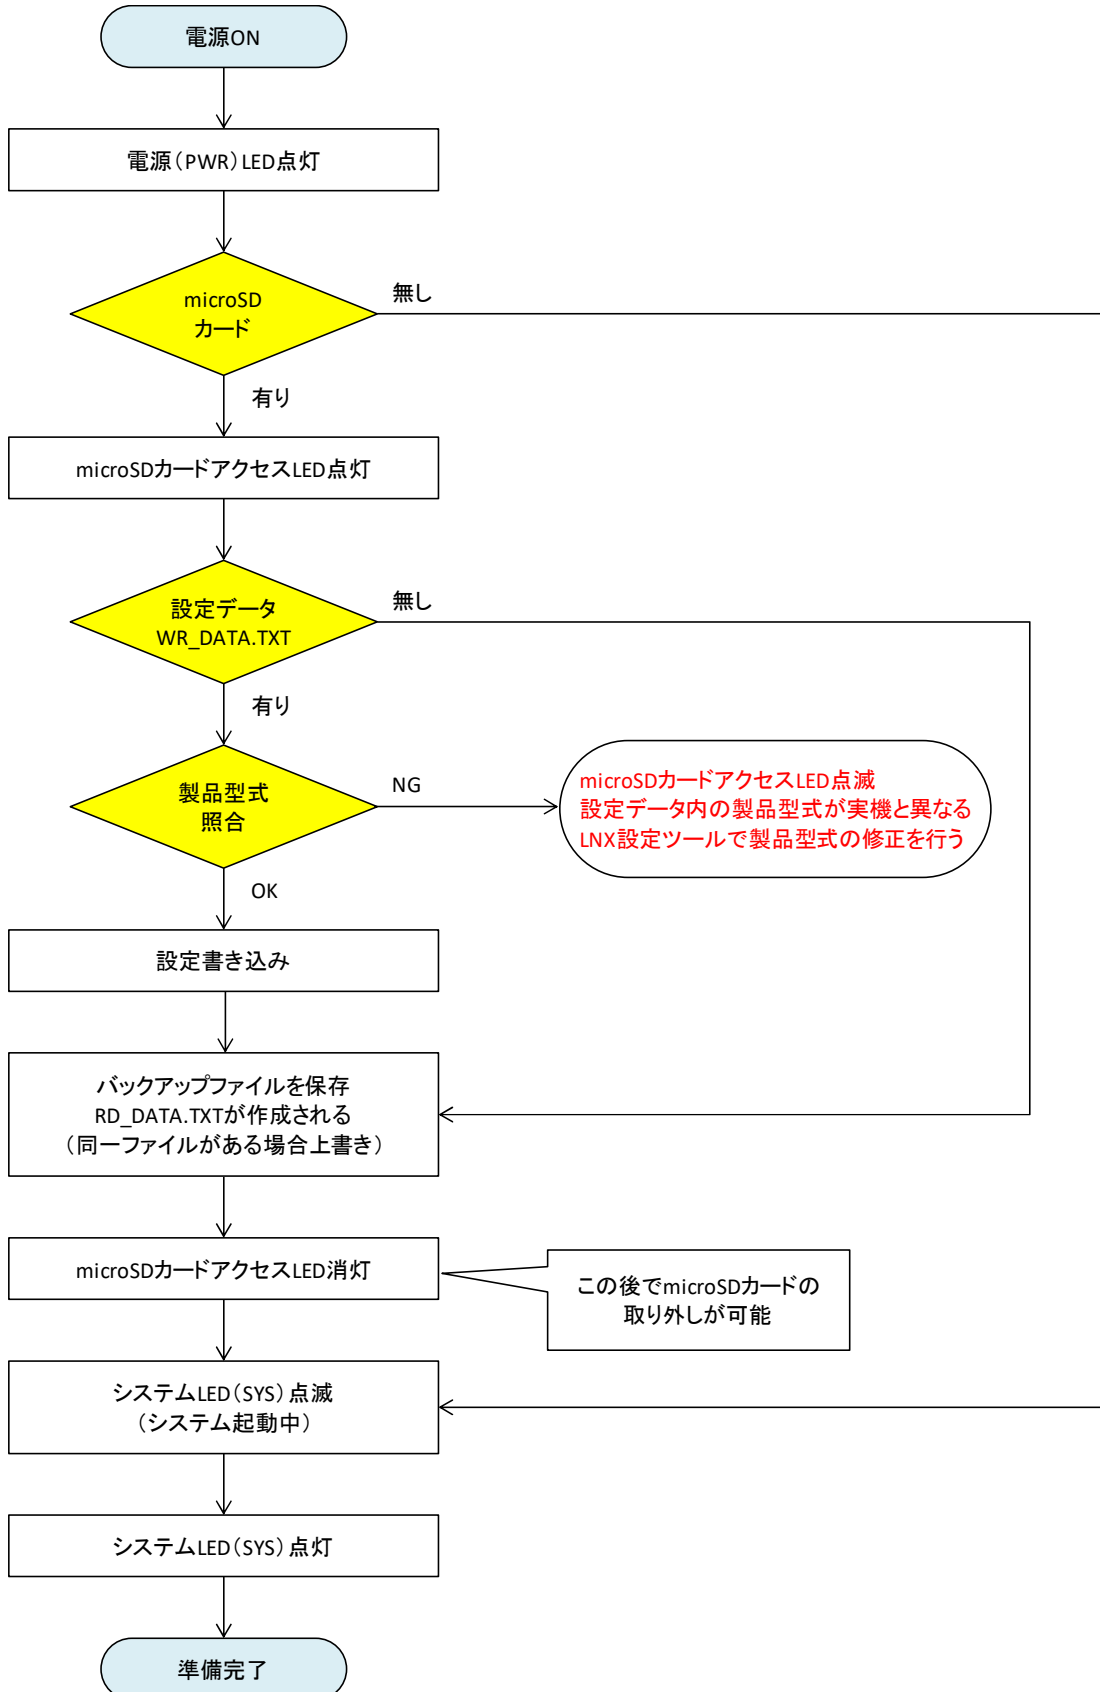 電源ON
電源（PWR）LED点灯
microSD
カード
無し
有り
microSDカードアクセスLED点灯
設定データ
WR_DATA.TXT
無し
有り
製品型式
照合
NG
microSDカードアクセスLED点滅
設定データ内の製品型式が実機と異なる
LNX設定ツールで製品型式の修正を行う
OK
設定書き込み
バックアップファイルを保存
RD_DATA.TXTが作成される
（同一ファイルがある場合上書き）
microSDカードアクセスLED消灯
この後でmicroSDカードの
取り外しが可能
システムLED（SYS）点滅
（システム起動中）
システムLED（SYS）点灯
準備完了